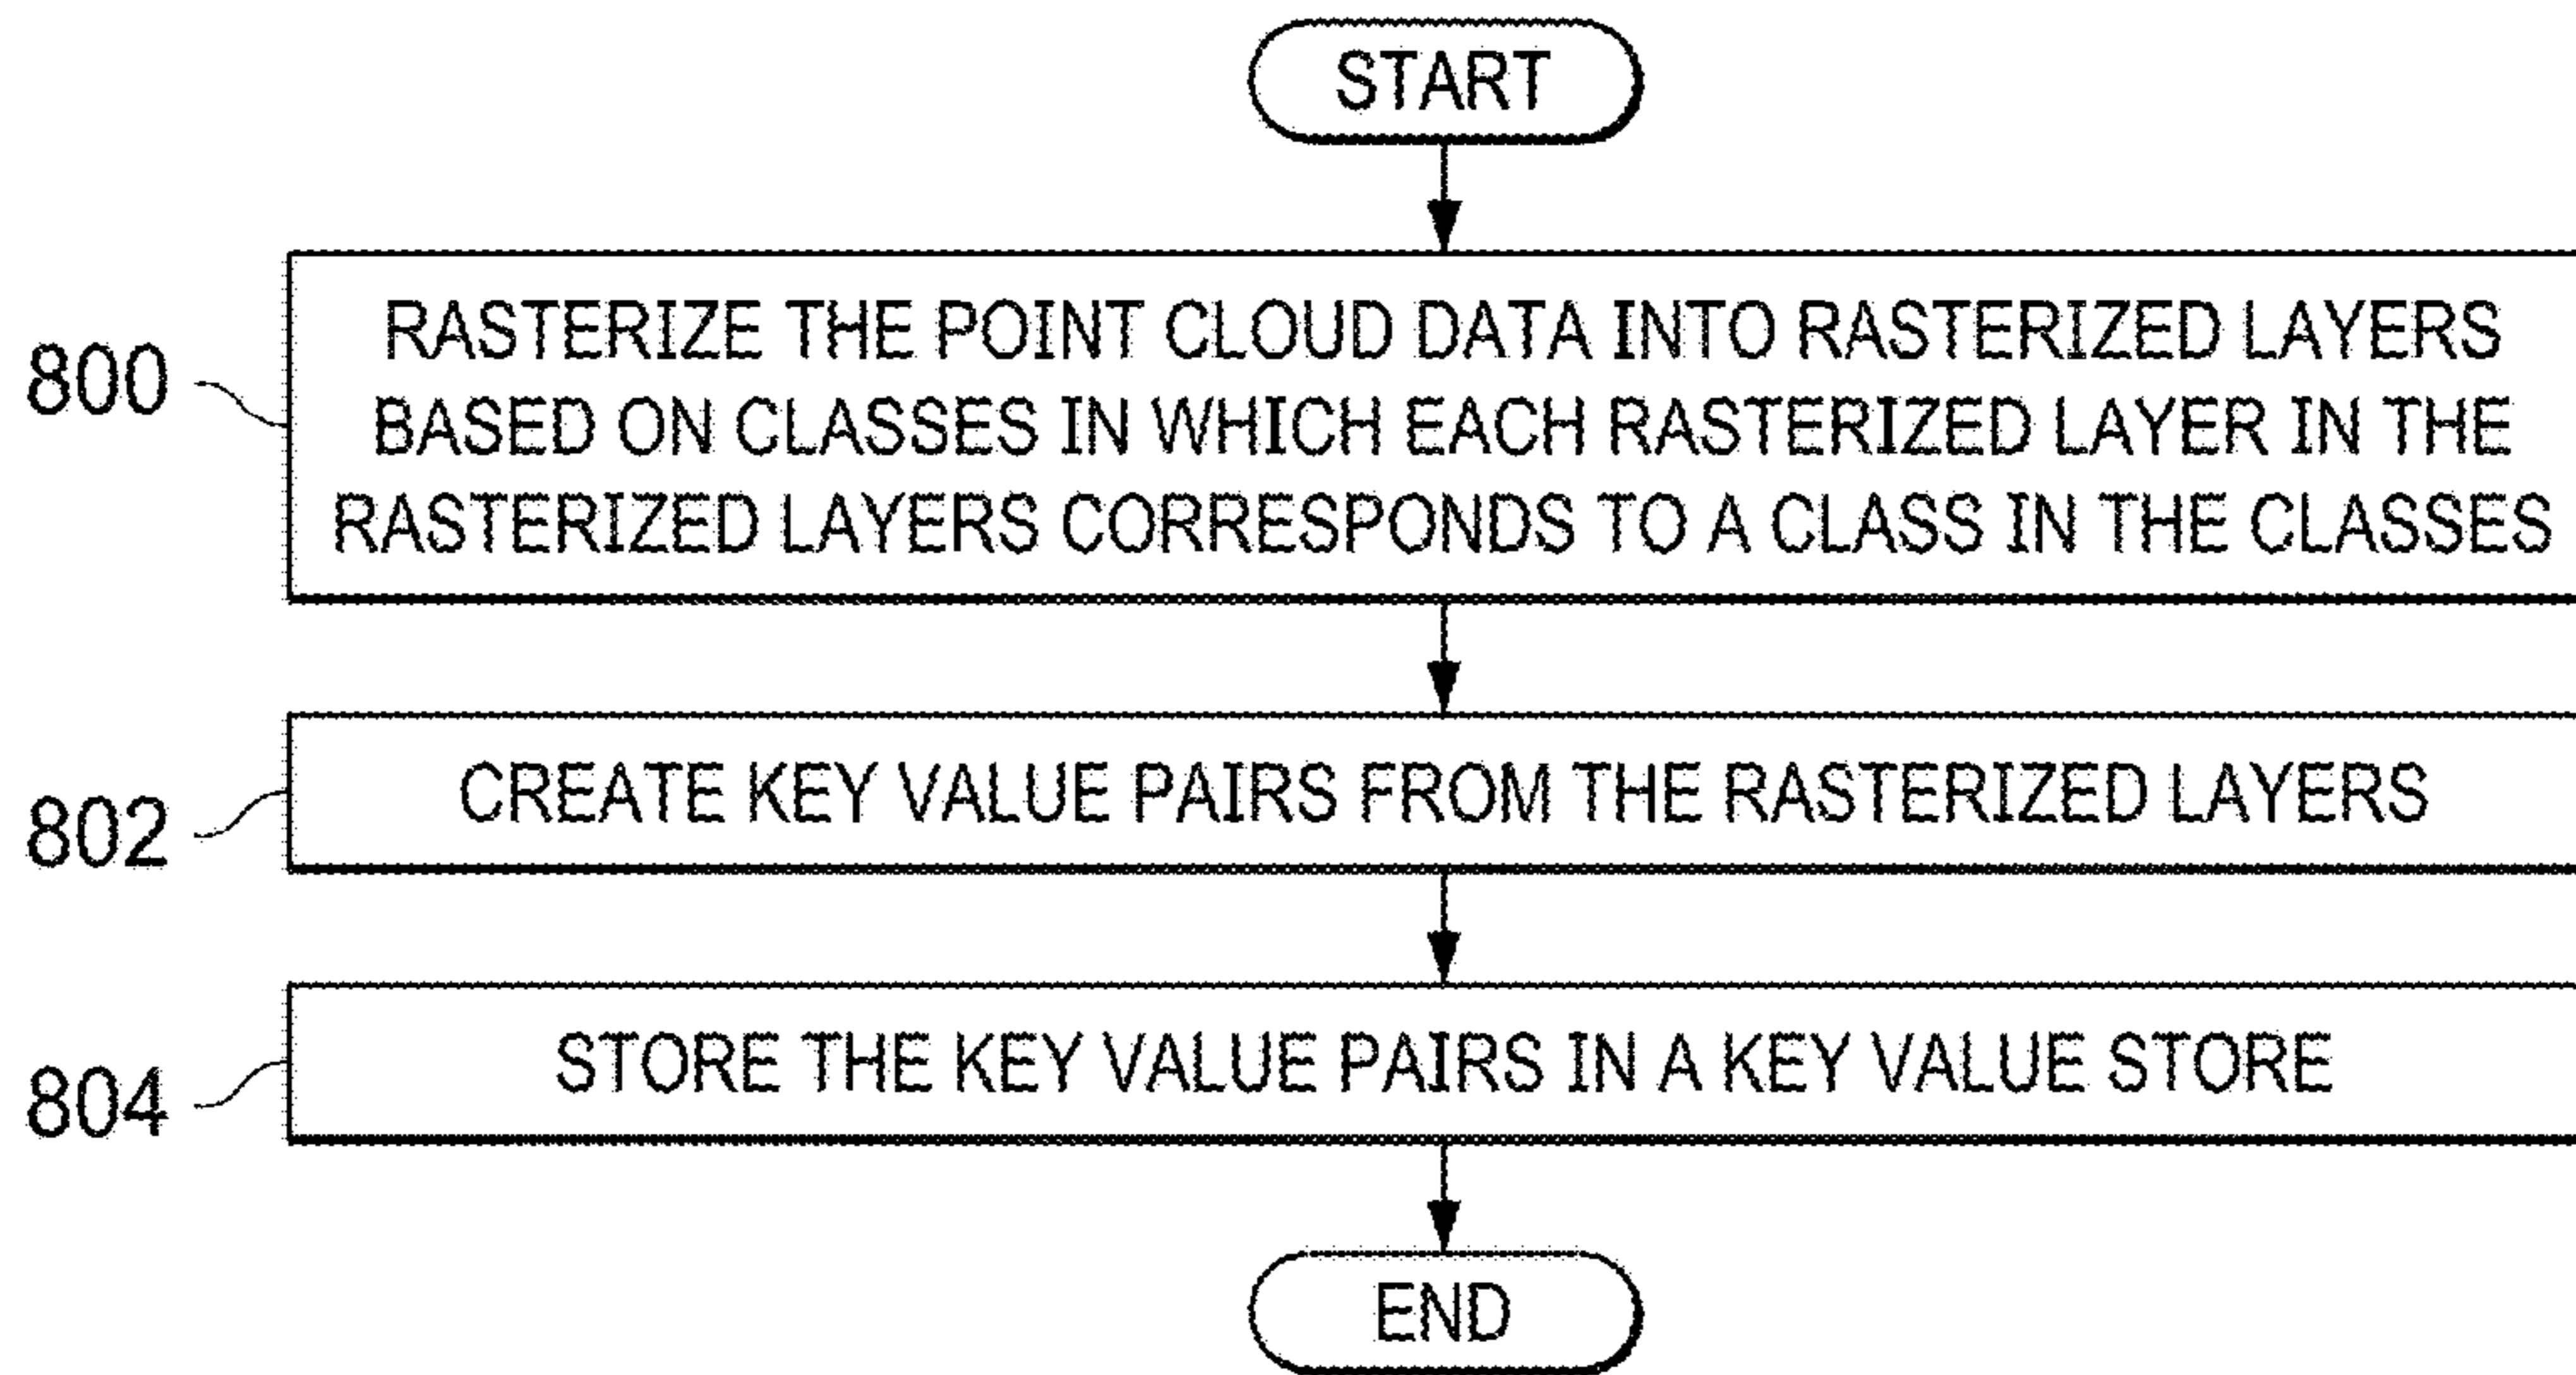 START
800
RASTERIZE THE POINT CLOUD DATA INTO RASTERIZED LAYERS
BASED ON CLASSES IN WHICH EACH RASTERIZED LAYER IN THE
RASTERIZED LAYERS CORRESPONDS TO A CLASS IN THE CLASSES
802
CREATE KEY VALUE PAIRS FROM THE RASTERIZED LAYERS
804
STORE THE KEY VALUE PAIRS IN A KEY VALUE STORE
END